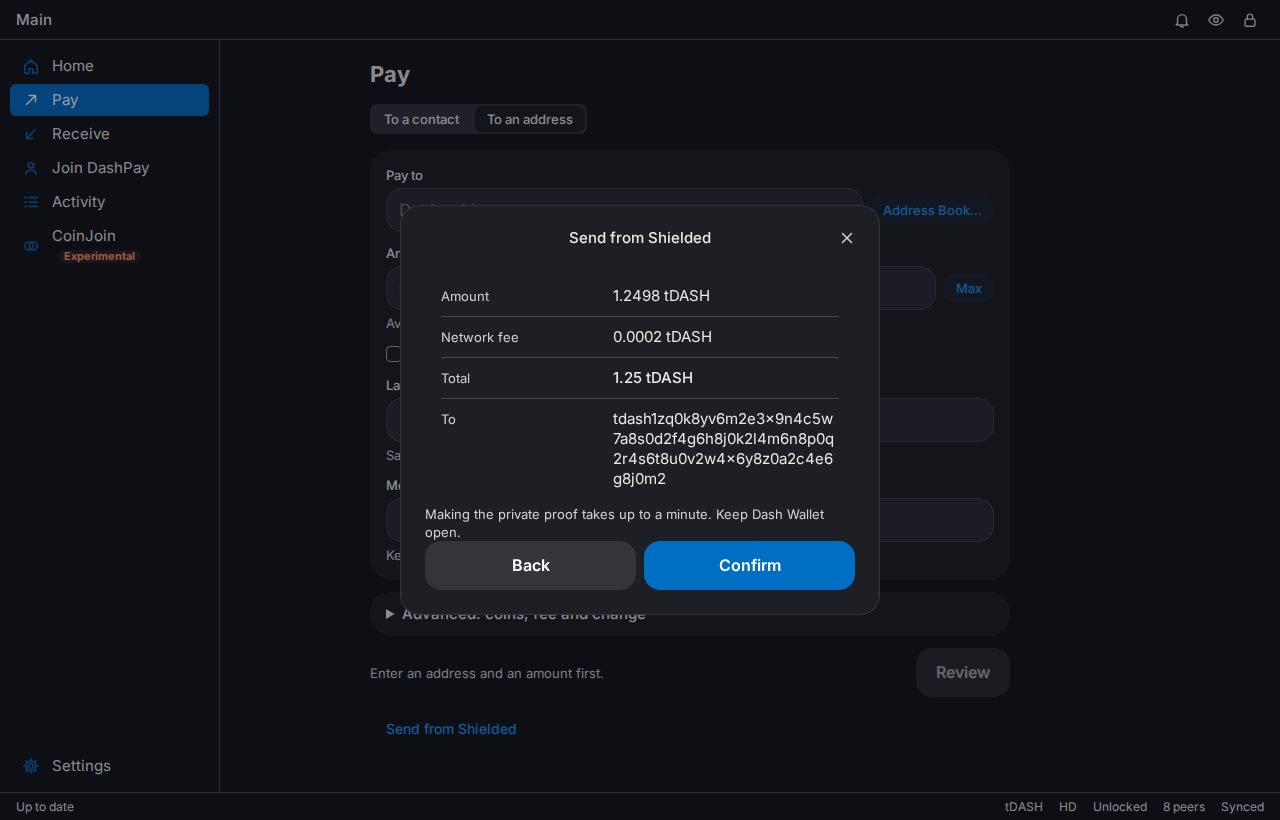 Main
Home
Pay
Receive
Join DashPay
Activity
CoinJoin
Experimental
Settings
Pay
To a contact
To an address
Pay to
Address Book...
Max
Send from Shielded
Amount
1.2498 tDASH
Network fee
0.0002 tDASH
Total
1.25 tDASH
To
tdash1zq0k8yv6m2e3x9n4c5w
7a8s0d2f4g6h8j0k2l4m6n8p0q
2r4s6t8u0v2w4x6y8z0a2c4e6
g8j0m2
Making the private proof takes up to a minute. Keep Dash Wallet
open.
Back
Confirm
Advanced: coins, fee and change
Enter an address and an amount first.
Review
Send from Shielded
Up to date
tDASH
HD
Unlocked
8 peers
Synced